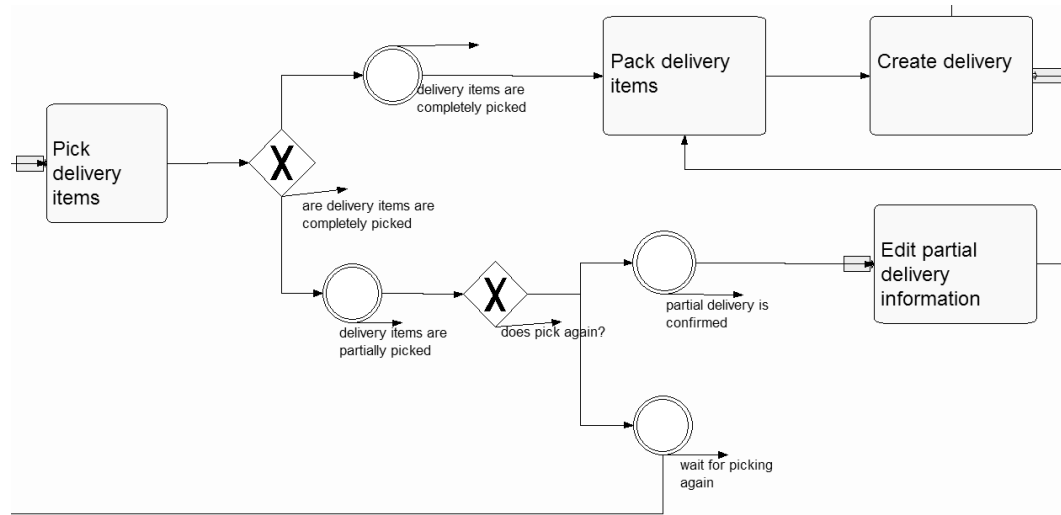 Pack delivery
items
Create delivery
delivery items are
completely picked
Pick
delivery
items
X
are delivery items are
completely picked
Edit partial
delivery
information
X
partial delivery is
confirmed
delivery items are
partially picked
does pick again?
wait for picking
again